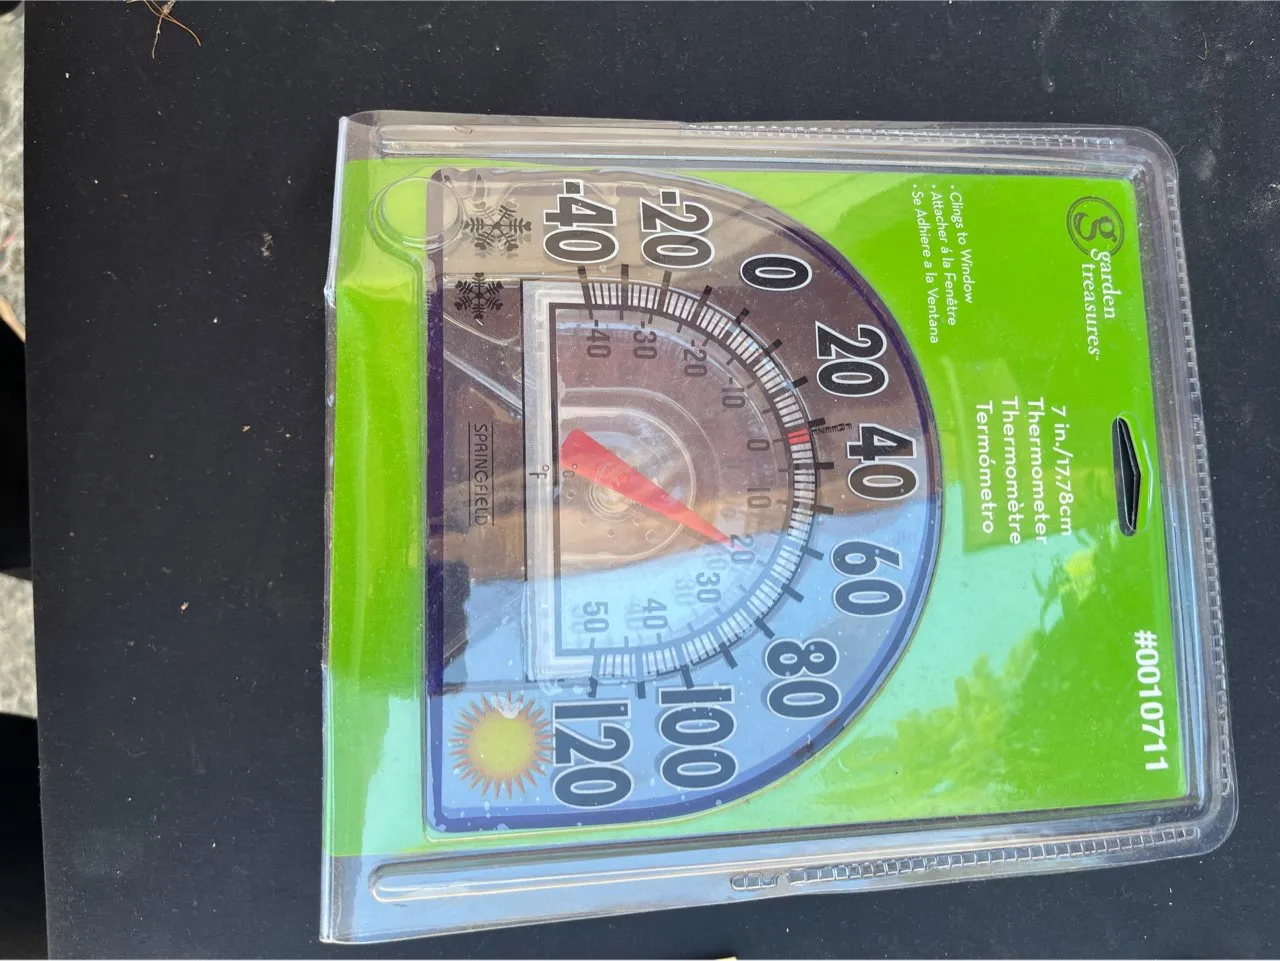 garden
treasures™
#0010711
7 in./17,78cm
Thermometer
Thermomètre
Termómetro
• Clings to Window
• Attacher á la Fenêtre
• Se Adhiere a la Ventana
-40
-20
0
20
40
60
80
100
120
-40
-30
-20
-10
0
10
20
30
40
50
°C
°F
SPRINGFIELD